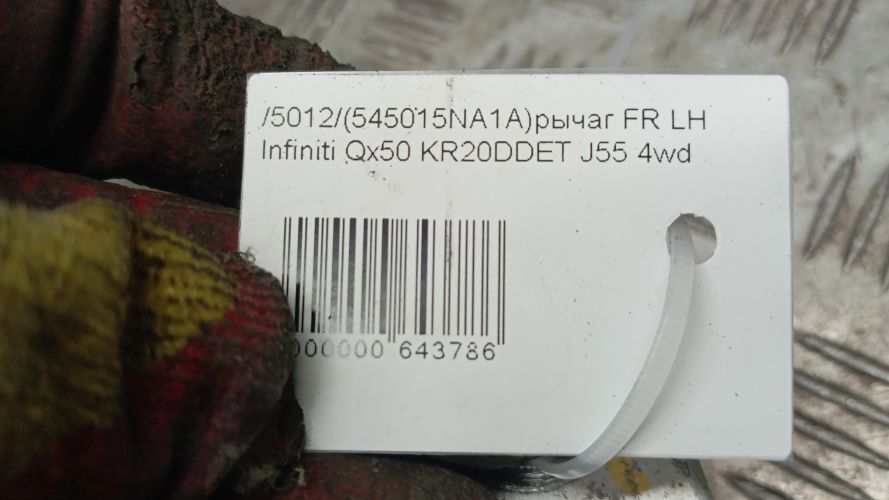 /5012/(545015NA1A)рычаг FR LH
Infiniti Qx50 KR20DDET J55 4wd
000000 643786